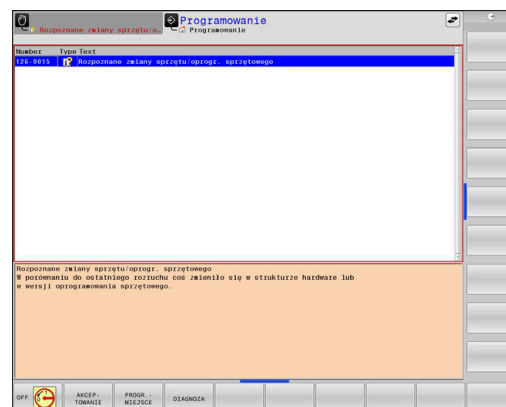 Programowanie
Rozpoznane zmiany sprzętu/o…
Programowanie
Number Type Text
126-0015 Rozpoznane zmiany sprzętu/oprogr. sprzętowego
Rozpoznane zmiany sprzętu/oprogr. sprzętowego
W porównaniu do ostatniego rozruchu coś zmieniło się w strukturze hardware lub
w wersji oprogramowania sprzętowego.
OFF
AKCEP-
TOWANIE
PROGR.-
MIEJSCE
DIAGNOZA